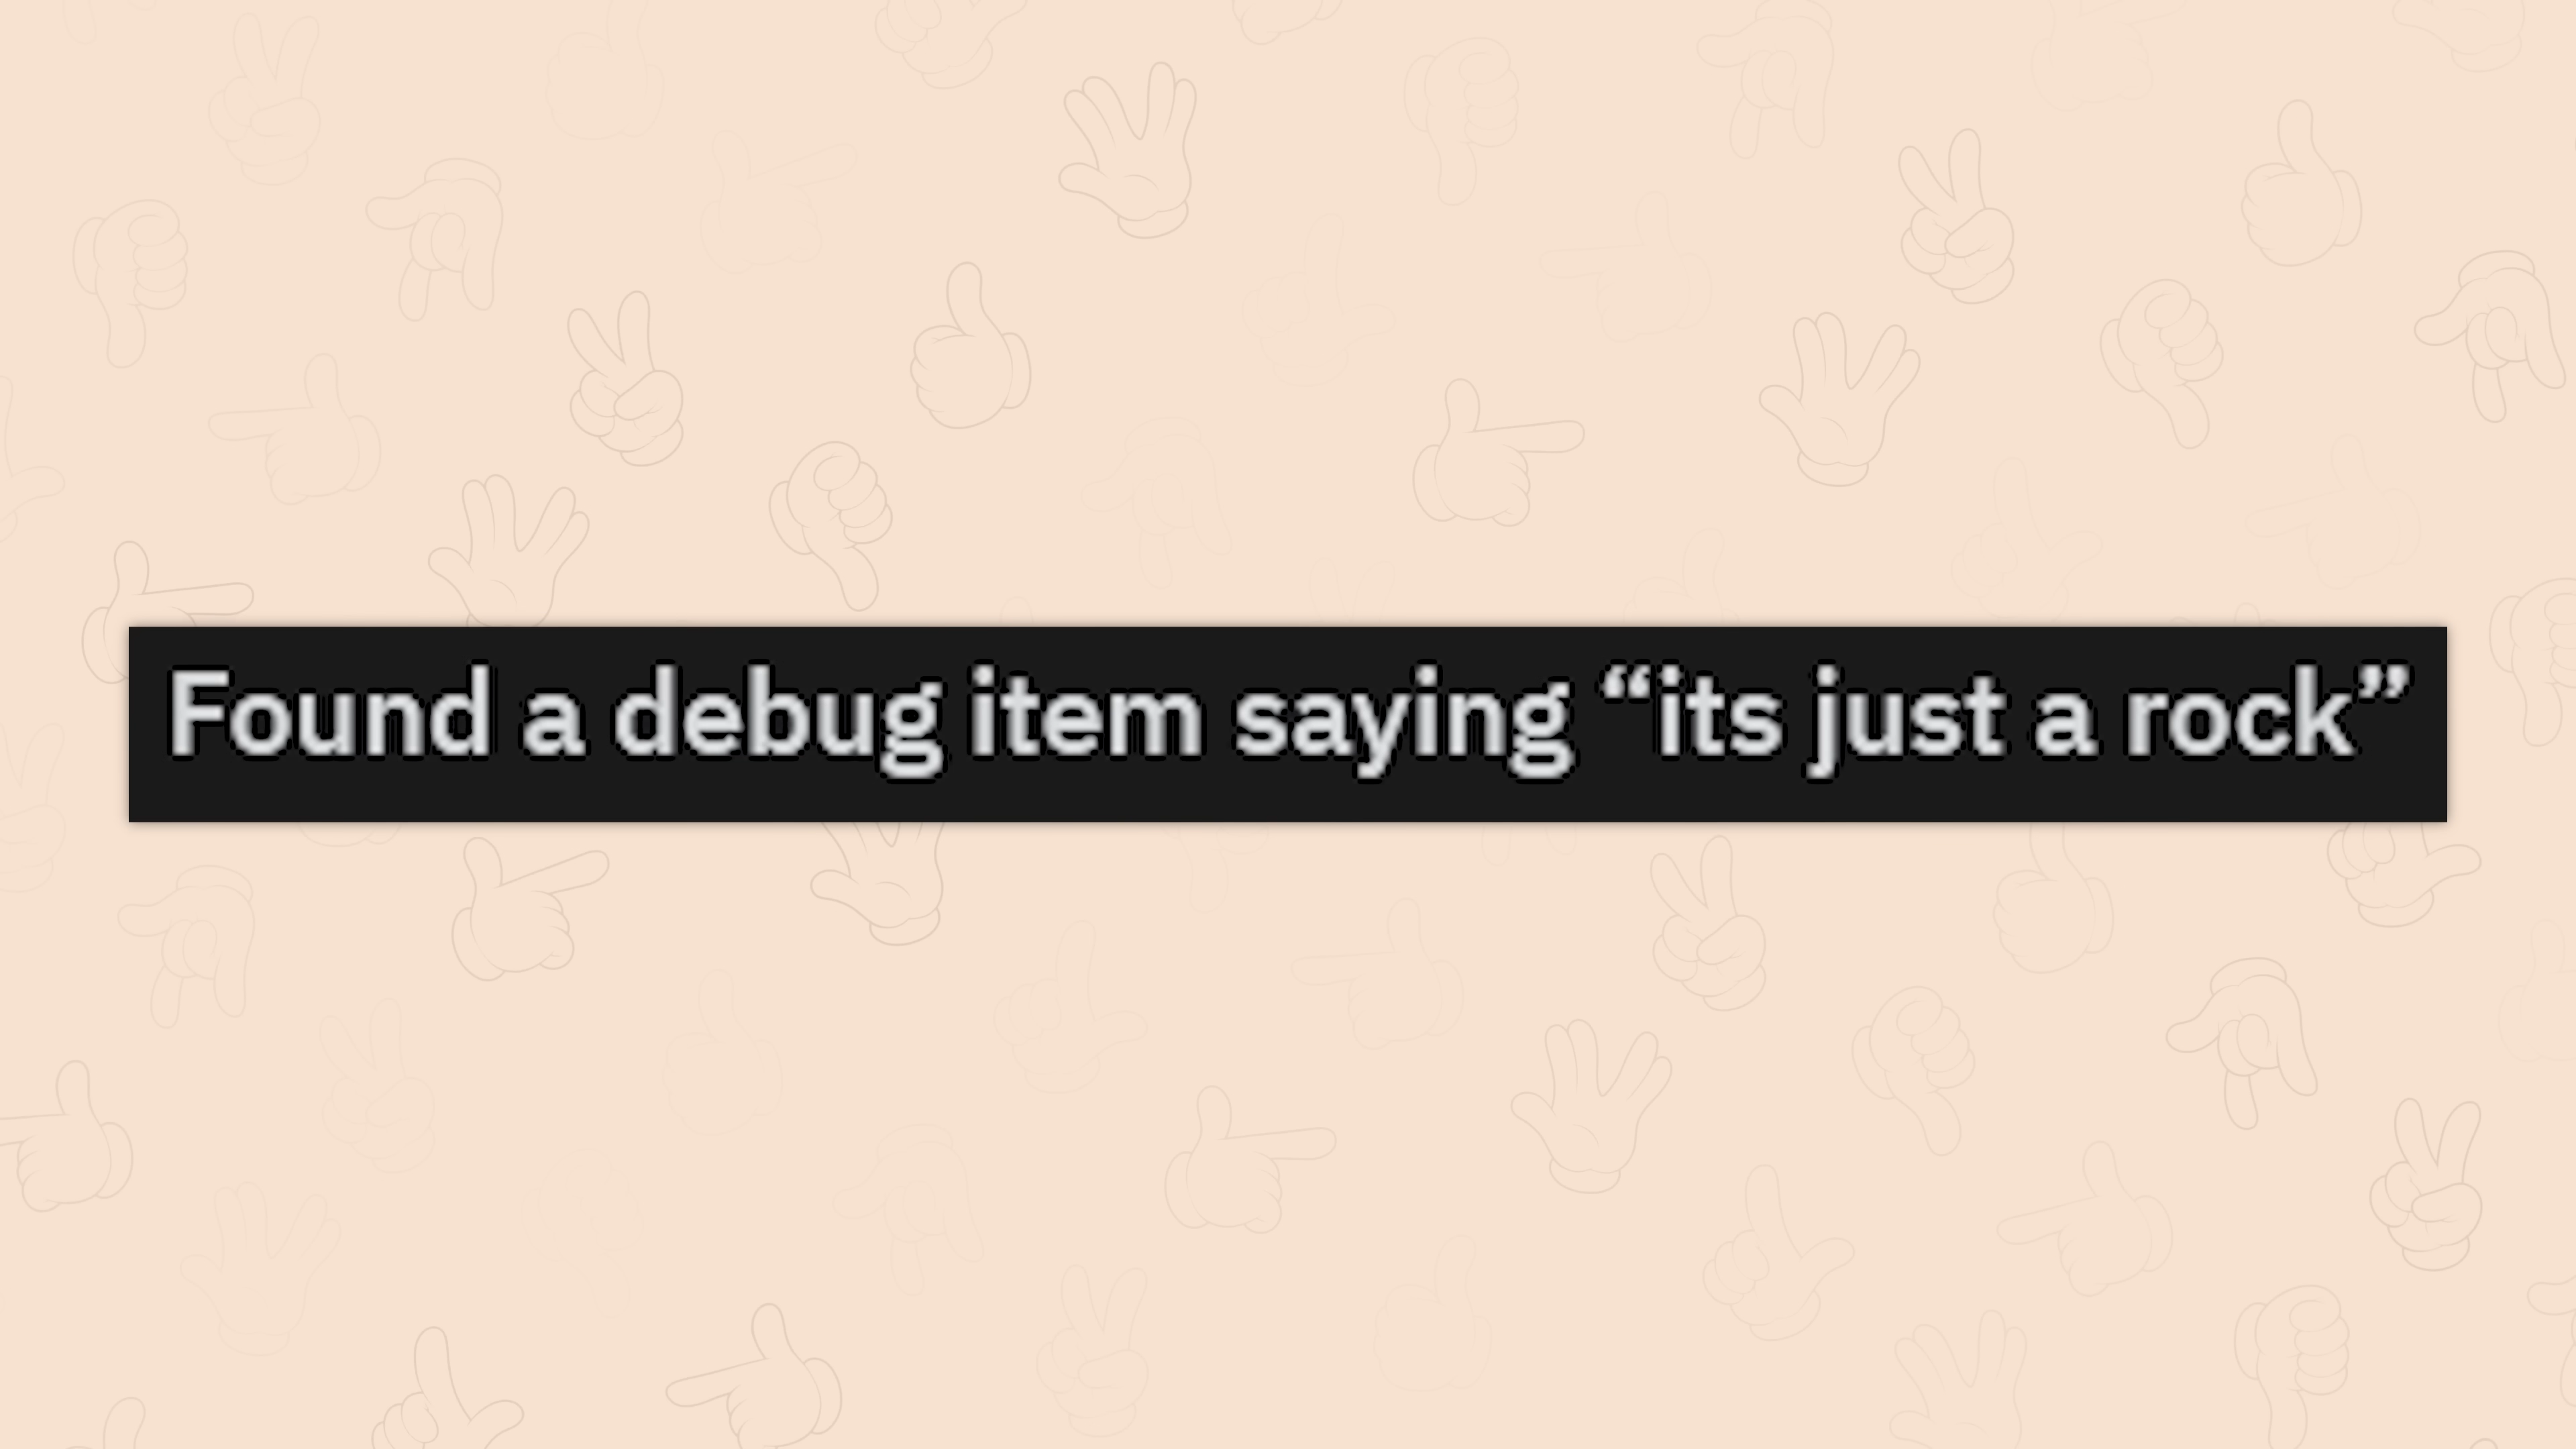 Found a debug item saying “its just a rock”